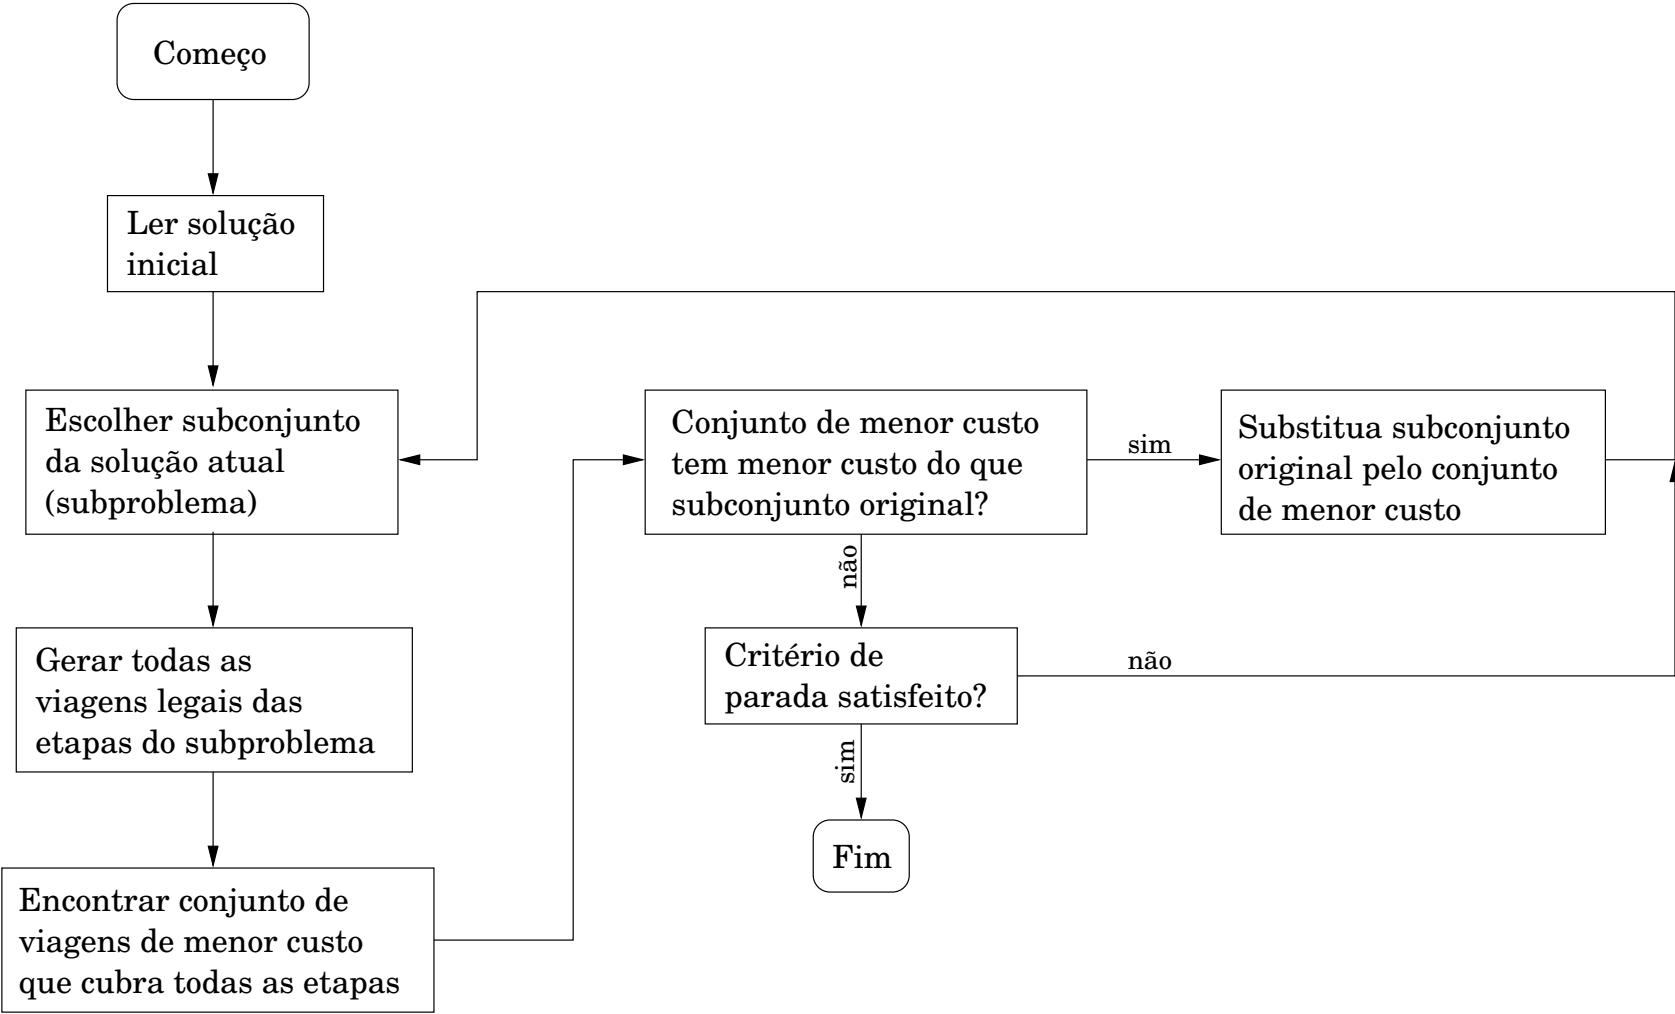 Começo
Ler solução
inicial
Escolher subconjunto
da solução atual
(subproblema)
Gerar todas as
viagens legais das
etapas do subproblema
Encontrar conjunto de
viagens de menor custo
que cubra todas as etapas
Conjunto de menor custo
tem menor custo do que
subconjunto original?
sim
Substitua subconjunto
original pelo conjunto
de menor custo
não
Critério de
parada satisfeito?
não
sim
Fim